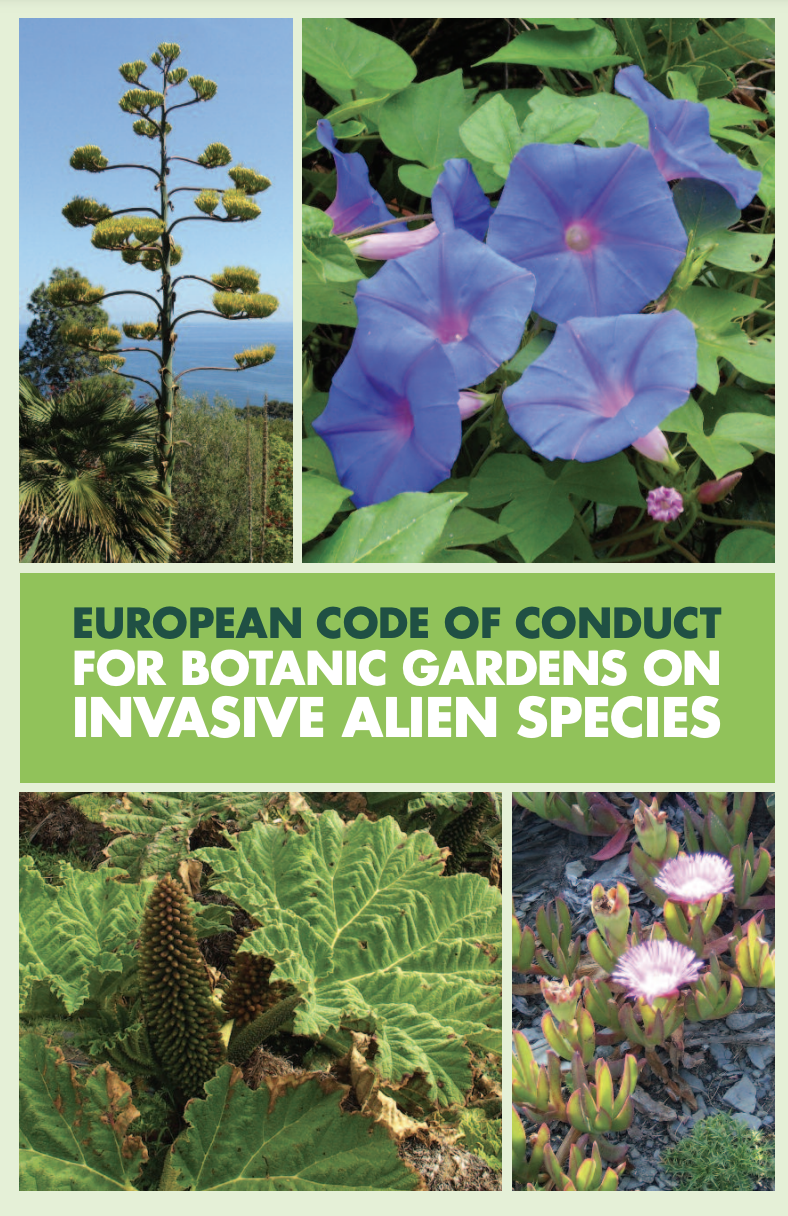 EUROPEAN CODE OF CONDUCT
FOR BOTANIC GARDENS ON
INVASIVE ALIEN SPECIES